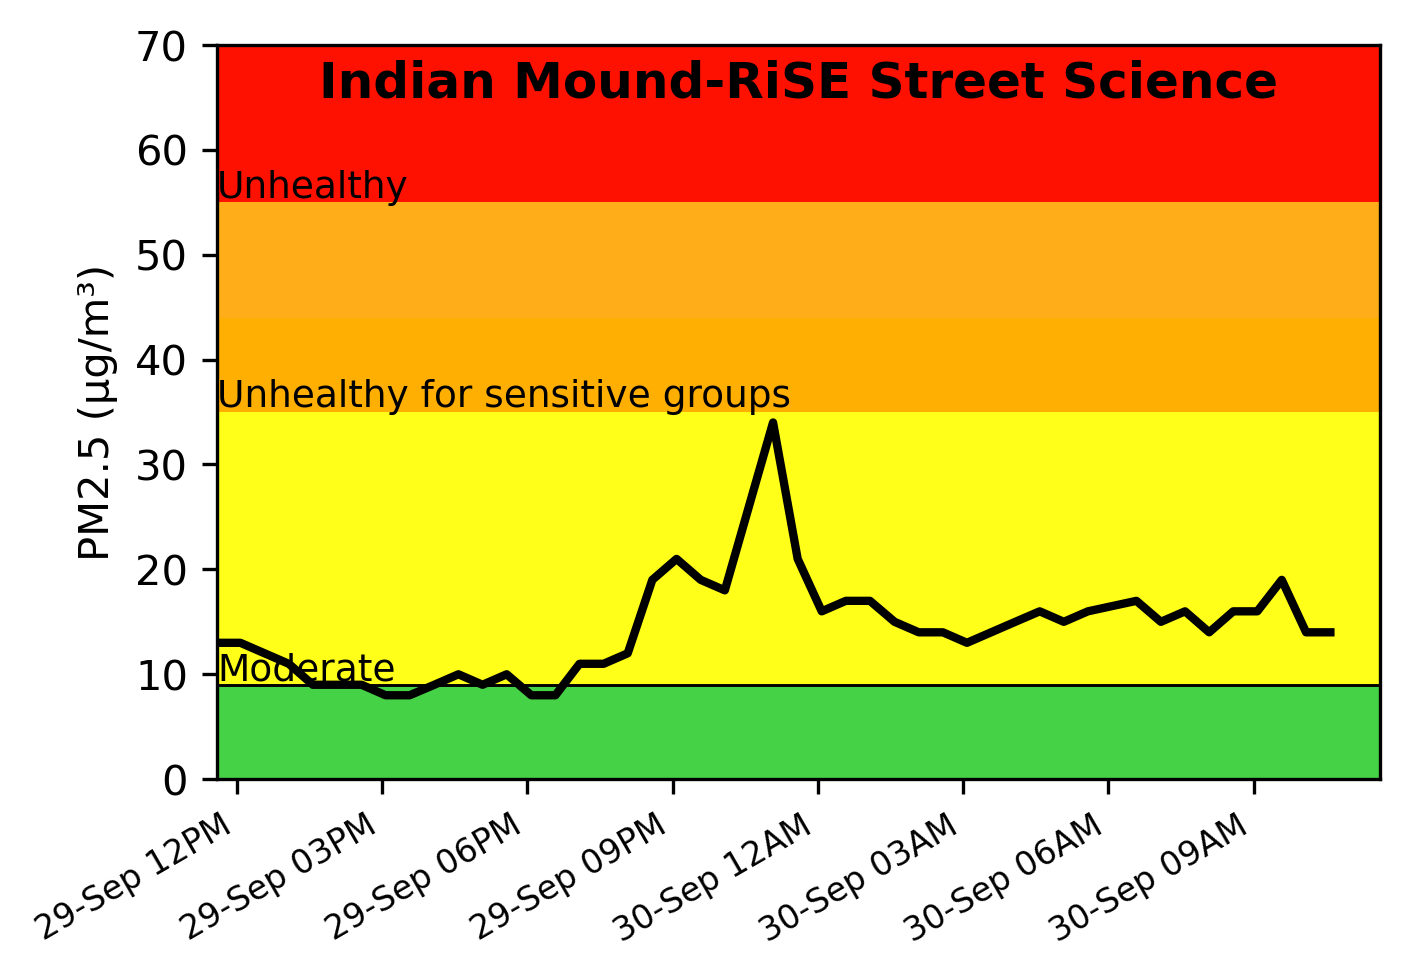 Indian Mound-RiSE Street Science
PM2.5 (µg/m³)
70
60
Unhealthy
50
40
Unhealthy for sensitive groups
30
20
10
Moderate
0
29-Sep 12PM
29-Sep 03PM
29-Sep 06PM
29-Sep 09PM
30-Sep 12AM
30-Sep 03AM
30-Sep 06AM
30-Sep 09AM